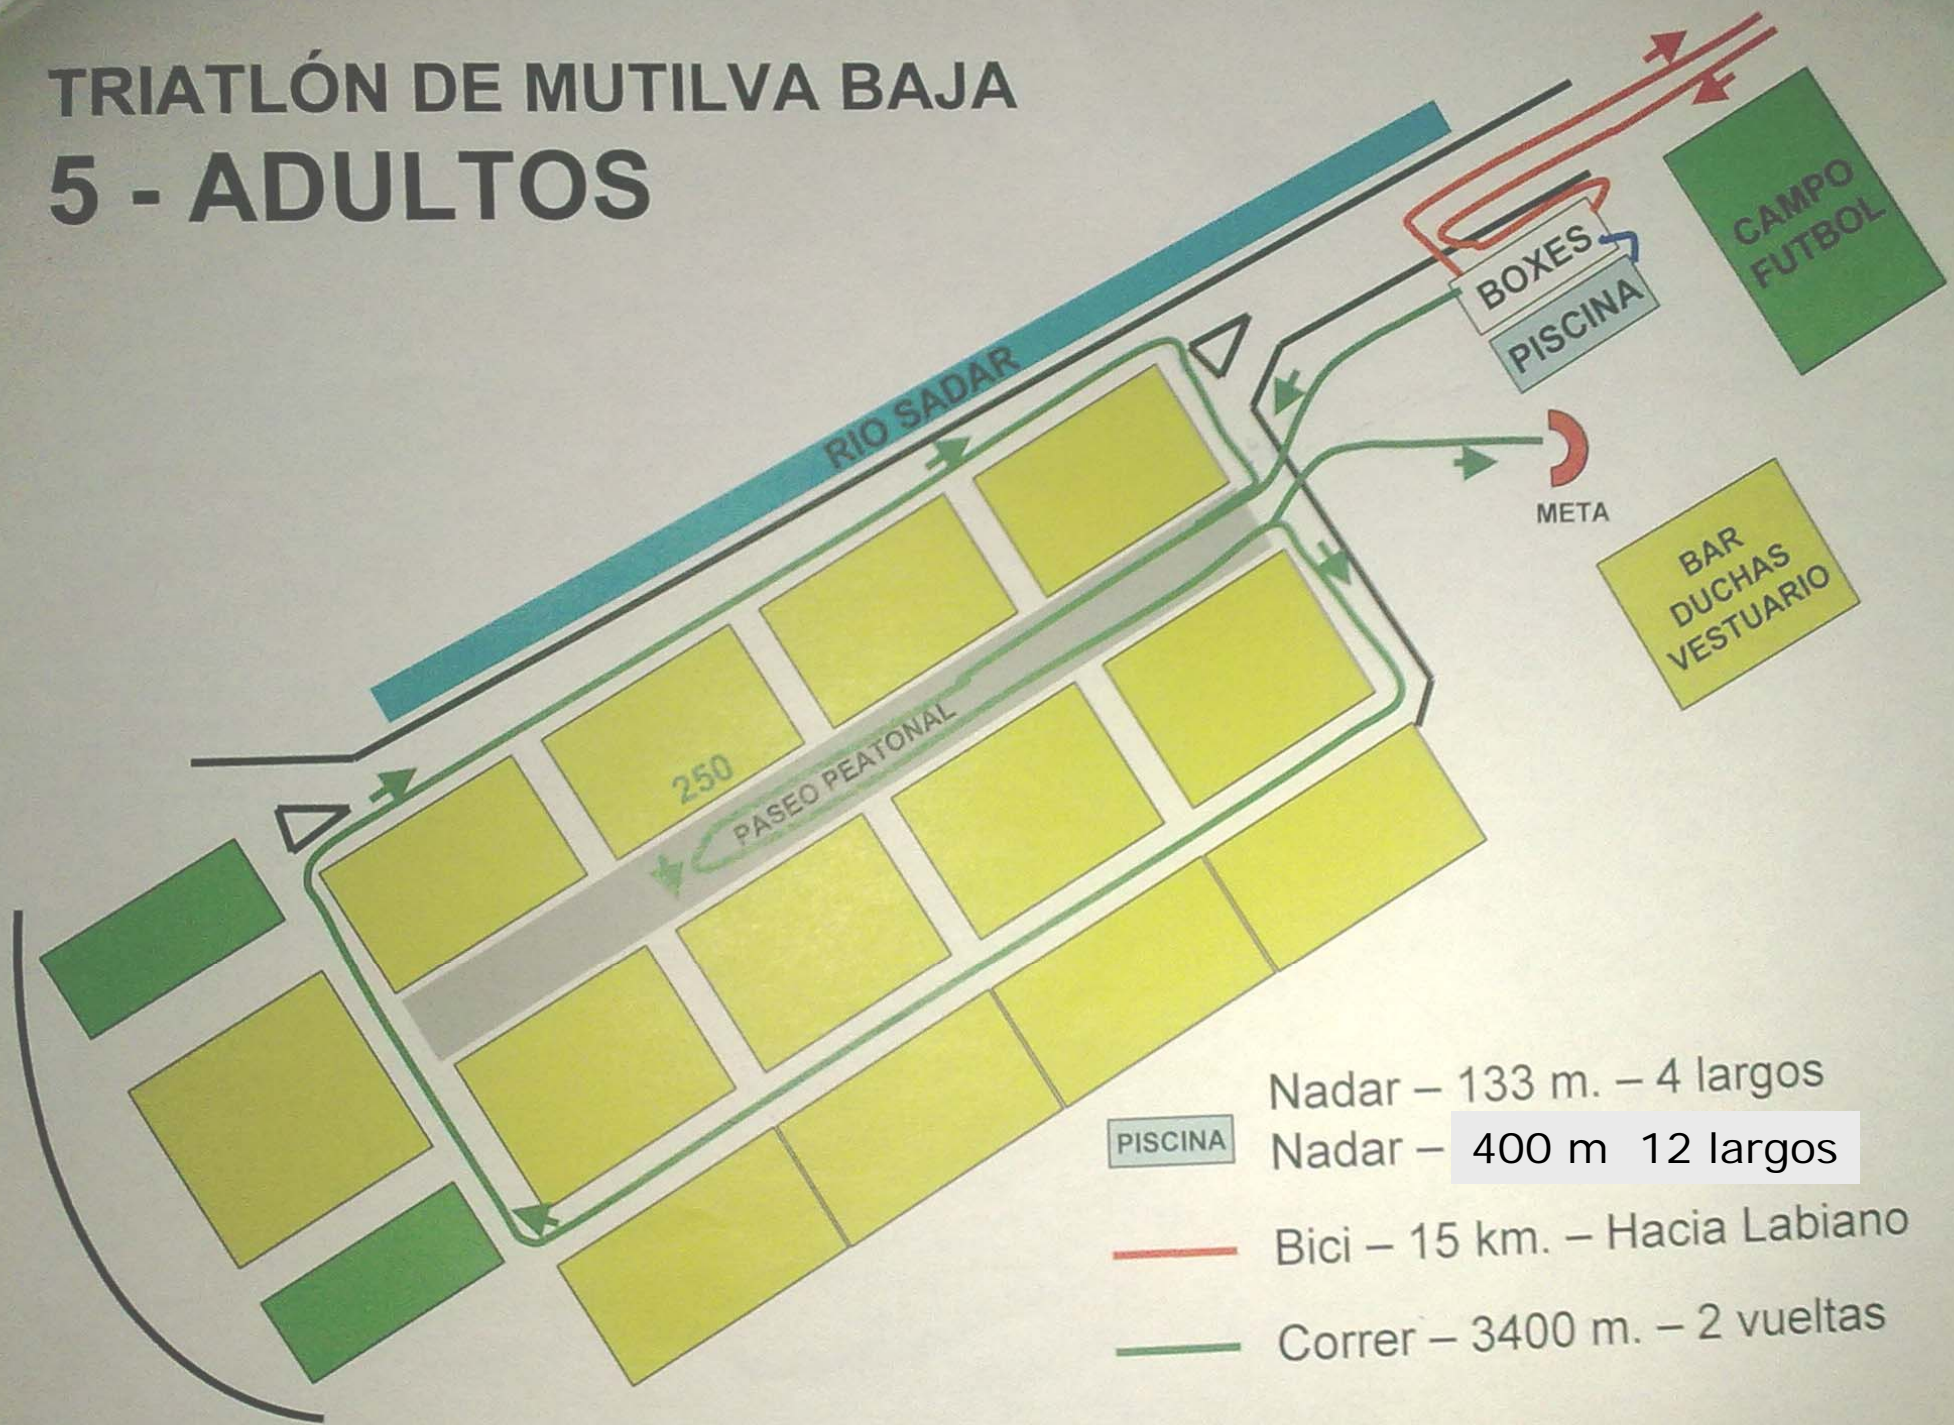 TRIATLÓN DE MUTILVA BAJA
5 - ADULTOS
CAMPO
FUTBOL
BOXES
PISCINA
RIO SADAR
META
BAR
DUCHAS
VESTUARIO
250
PASEO PEATONAL
Nadar – 133 m. – 4 largos
PISCINA
Nadar – 400 m 12 largos
Bici – 15 km. – Hacia Labiano
Correr – 3400 m. – 2 vueltas